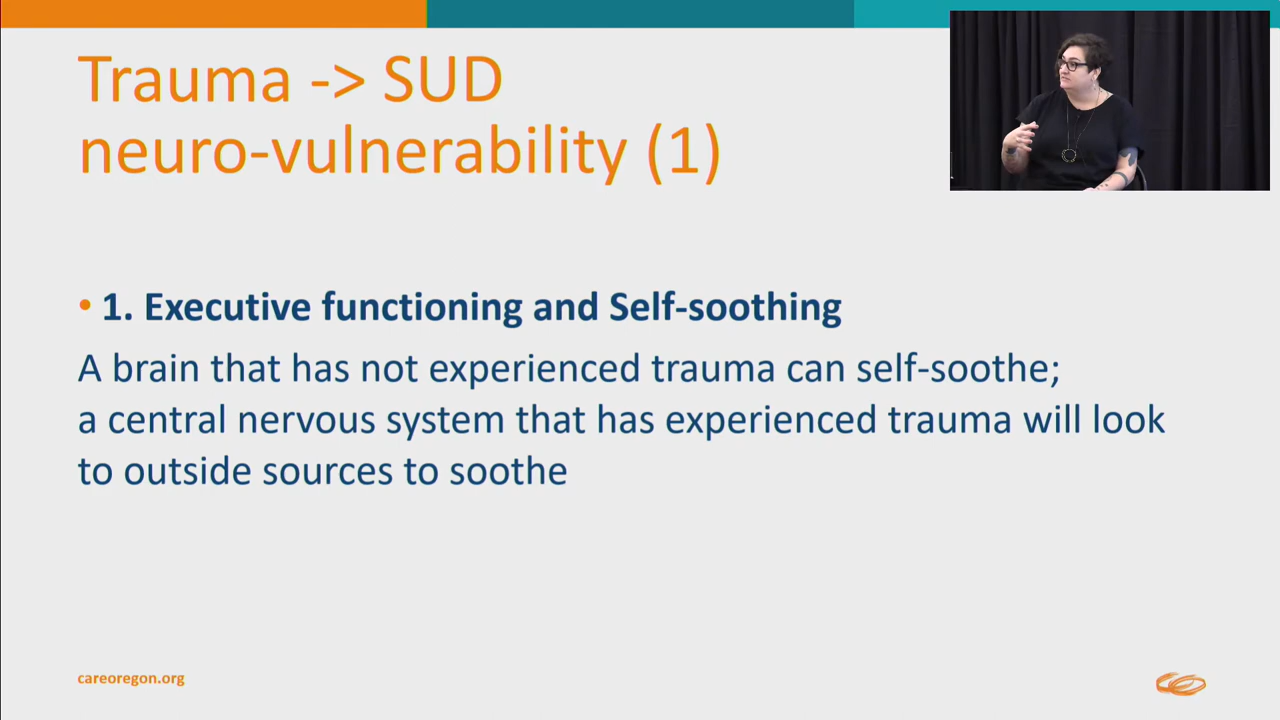 Trauma -> SUD
neuro-vulnerability (1)
• 1. Executive functioning and Self-soothing
A brain that has not experienced trauma can self-soothe;
a central nervous system that has experienced trauma will look
to outside sources to soothe
careoregon.org